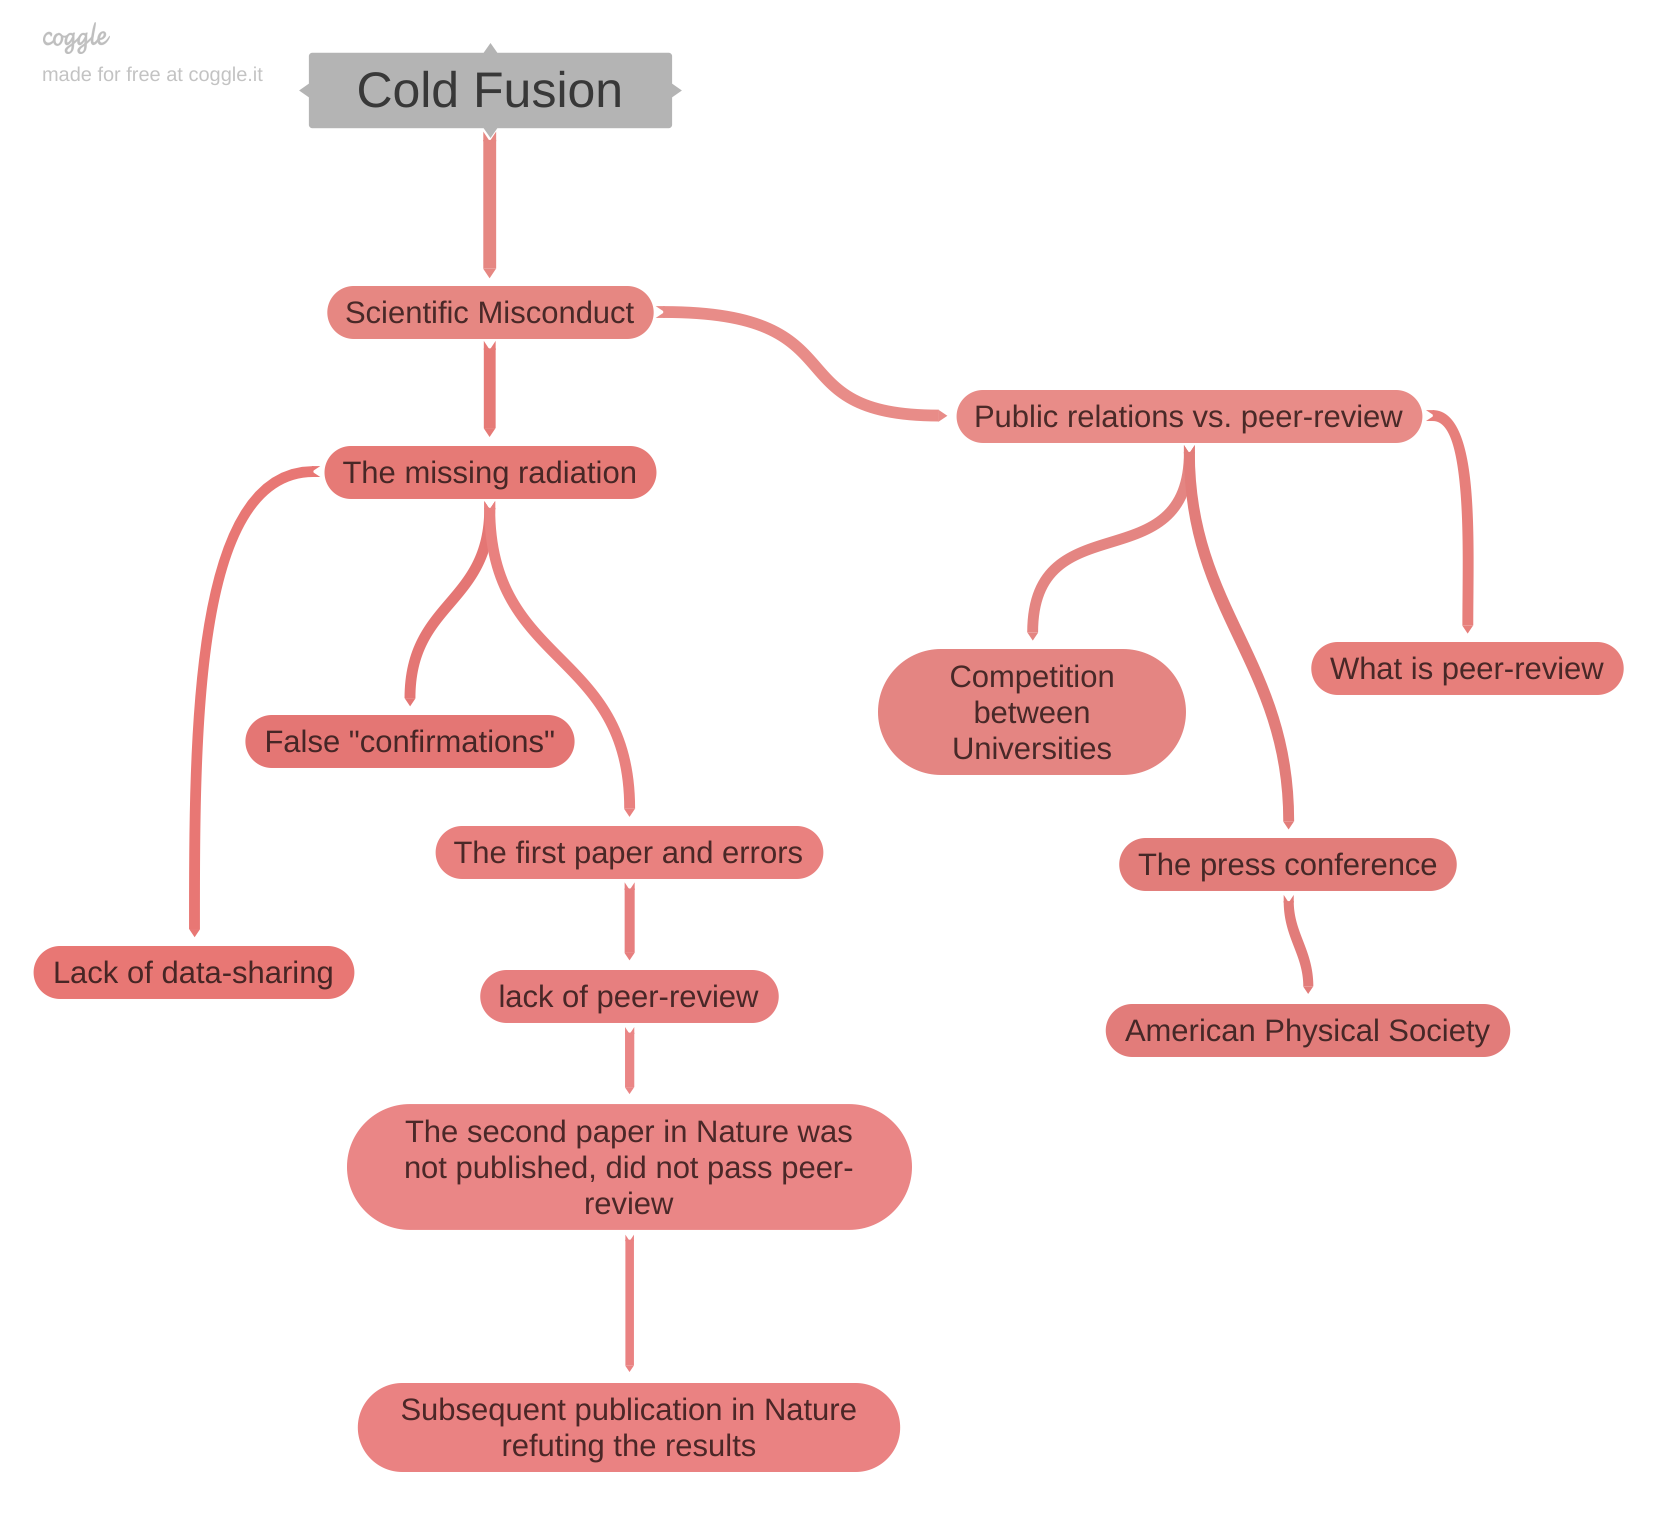 coggle
made for free at coggle.it
Cold Fusion
Scientific Misconduct
Public relations vs. peer-review
The missing radiation
Competition
between
Universities
What is peer-review
False "confirmations"
The first paper and errors
The press conference
Lack of data-sharing
lack of peer-review
American Physical Society
The second paper in Nature was
not published, did not pass peer-
review
Subsequent publication in Nature
refuting the results